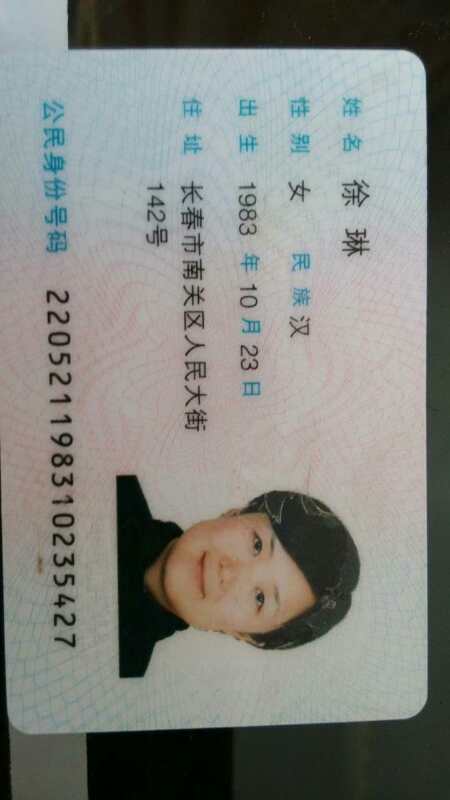 姓名 徐琳
性别 女 民族 汉
出生 1983 年 10 月 23 日
住址 长春市南关区人民大街
142号
公民身份号码 220521198310235427